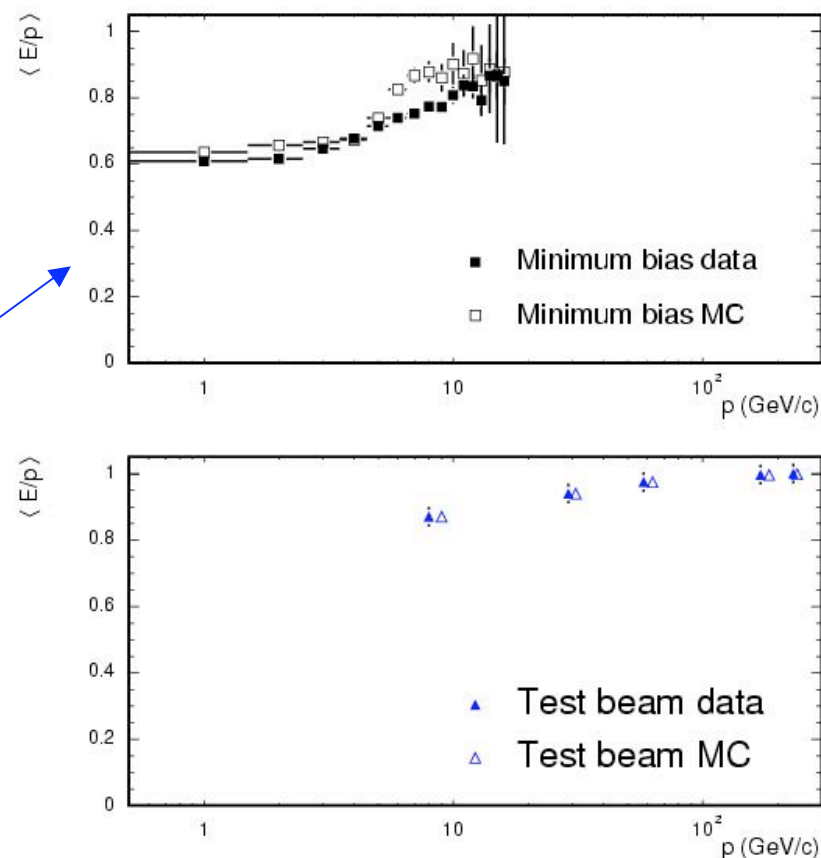 ⟨ E/p ⟩
1
0.8
0.6
0.4
0.2
0
Minimum bias data
Minimum bias MC
1
10
10²
p (GeV/c)
⟨ E/p ⟩
1
0.8
0.6
0.4
0.2
0
Test beam data
Test beam MC
1
10
10²
p (GeV/c)